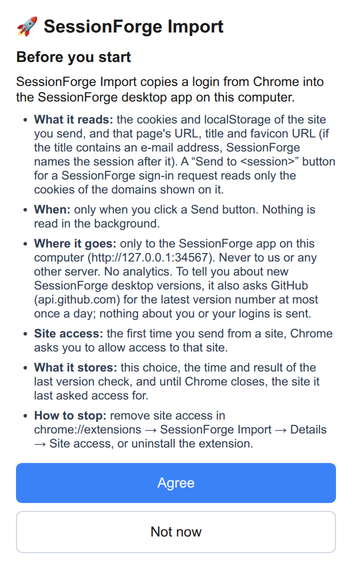 🚀 SessionForge Import
Before you start
SessionForge Import copies a login from Chrome into
the SessionForge desktop app on this computer.
• What it reads: the cookies and localStorage of the site
you send, and that page's URL, title and favicon URL (if
the title contains an e-mail address, SessionForge
names the session after it). A “Send to <session>” button
for a SessionForge sign-in request reads only the
cookies of the domains shown on it.
• When: only when you click a Send button. Nothing is
read in the background.
• Where it goes: only to the SessionForge app on this
computer (http://127.0.0.1:34567). Never to us or any
other server. No analytics. To tell you about new
SessionForge desktop versions, it also asks GitHub
(api.github.com) for the latest version number at most
once a day; nothing about you or your logins is sent.
• Site access: the first time you send from a site, Chrome
asks you to allow access to that site.
• What it stores: this choice, the time and result of the
last version check, and until Chrome closes, the site it
last asked access for.
• How to stop: remove site access in
chrome://extensions → SessionForge Import → Details
→ Site access, or uninstall the extension.
Agree
Not now